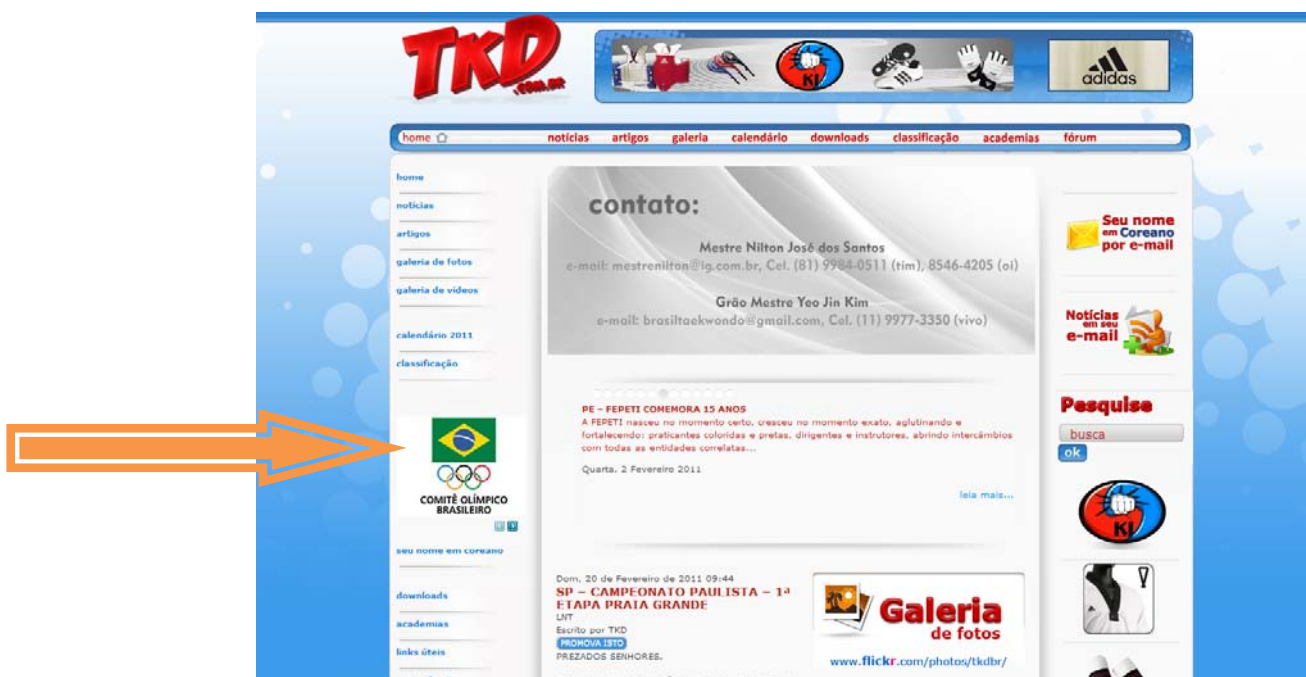 TKD
.COM.BR
KI
adidas
home
notícias artigos galeria calendário downloads classificação academias fórum
home
notícias
artigos
galeria de fotos
galeria de vídeos
calendário 2011
classificação
COMITÊ OLÍMPICO
BRASILEIRO
seu nome em coreano
downloads
academias
links úteis
contato:
Mestre Nilton José dos Santos
e-mail: mestrenilton@ig.com.br, Cel. (81) 9984-0511 (tim), 8546-4205 (oi)
Grão Mestre Yeo Jin Kim
e-mail: brasiltaekwondo@gmail.com, Cel. (11) 9977-3350 (vivo)
PE – FEPETI COMEMORA 15 ANOS
A FEPETI nasceu no momento certo, cresceu no momento exato, aglutinando e
fortalecendo: praticantes coloridas e pretas, dirigentes e instrutores, abrindo intercâmbios
com todas as entidades correlatas...
Quarta, 2 Fevereiro 2011
leia mais...
Dom, 20 de Fevereiro de 2011 09:44
SP – CAMPEONATO PAULISTA – 1ª
ETAPA PRAIA GRANDE
LNT
Escrito por TKD
PROMOVA ISTO
PREZADOS SENHORES,
Galeria
de fotos
www.flickr.com/photos/tkdbr/
Seu nome
em Coreano
por e-mail
Notícias
em seu
e-mail
Pesquise
busca
ok
KI